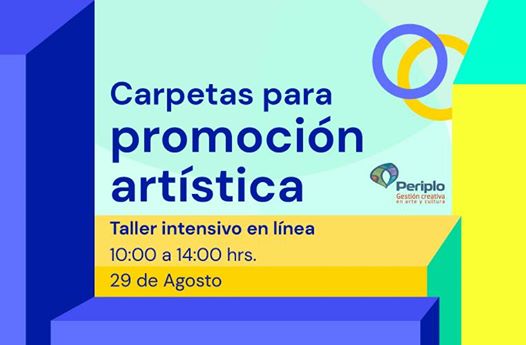 Carpetas para
promoción
artística
Periplo
Gestión creativa
en arte y cultura
Taller intensivo en línea
10:00 a 14:00 hrs.
29 de Agosto